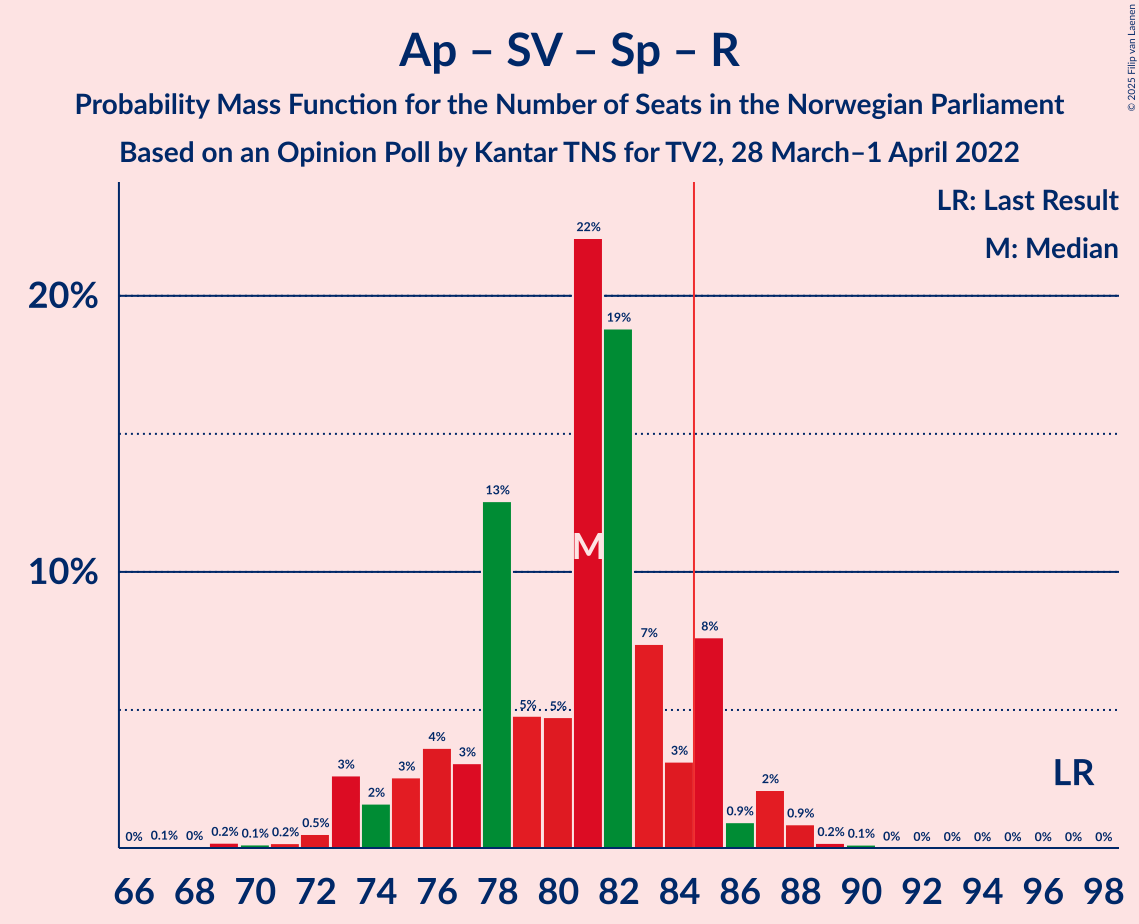 Ap – SV – Sp – R
Probability Mass Function for the Number of Seats in the Norwegian Parliament
Based on an Opinion Poll by Kantar TNS for TV2, 28 March–1 April 2022
© 2025 Filip van Laenen
LR: Last Result
M: Median
20%
10%
0% 0.1% 0% 0.2% 0.1% 0.2% 0.5% 3% 2% 3% 4% 3% 13% 5% 5% 22% 19% 7% 3% 8% 0.9% 2% 0.9% 0.2% 0.1% 0% 0% 0% 0% 0% 0% 0% 0%
M
LR
66 68 70 72 74 76 78 80 82 84 86 88 90 92 94 96 98